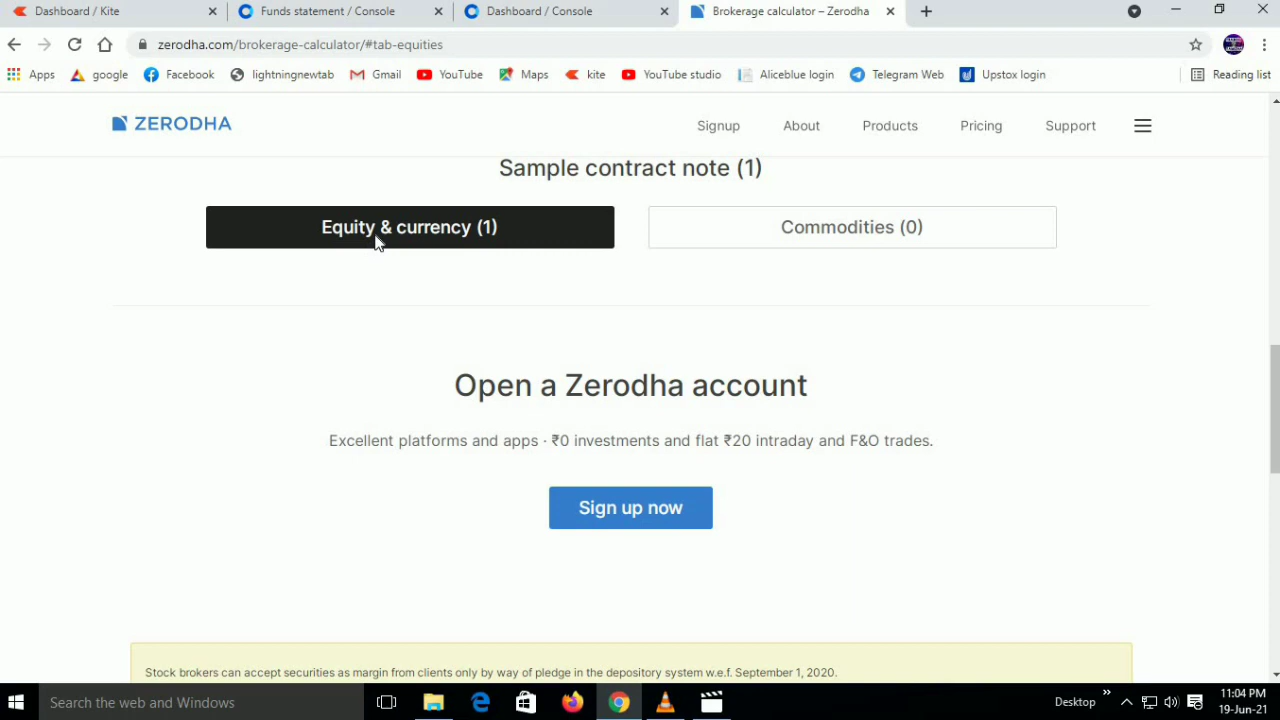 Dashboard / Kite
Funds statement / Console
Dashboard / Console
Brokerage calculator – Zerodha
zerodha.com/brokerage-calculator/#tab-equities
Apps
google
Facebook
lightningnewtab
Gmail
YouTube
Maps
kite
YouTube studio
Aliceblue login
Telegram Web
Upstox login
Reading list
ZERODHA
Signup
About
Products
Pricing
Support
Sample contract note (1)
Equity & currency (1)
Commodities (0)
Open a Zerodha account
Excellent platforms and apps · ₹0 investments and flat ₹20 intraday and F&O trades.
Sign up now
Stock brokers can accept securities as margin from clients only by way of pledge in the depository system w.e.f. September 1, 2020.
Search the web and Windows
Desktop
11:04 PM
19-Jun-21